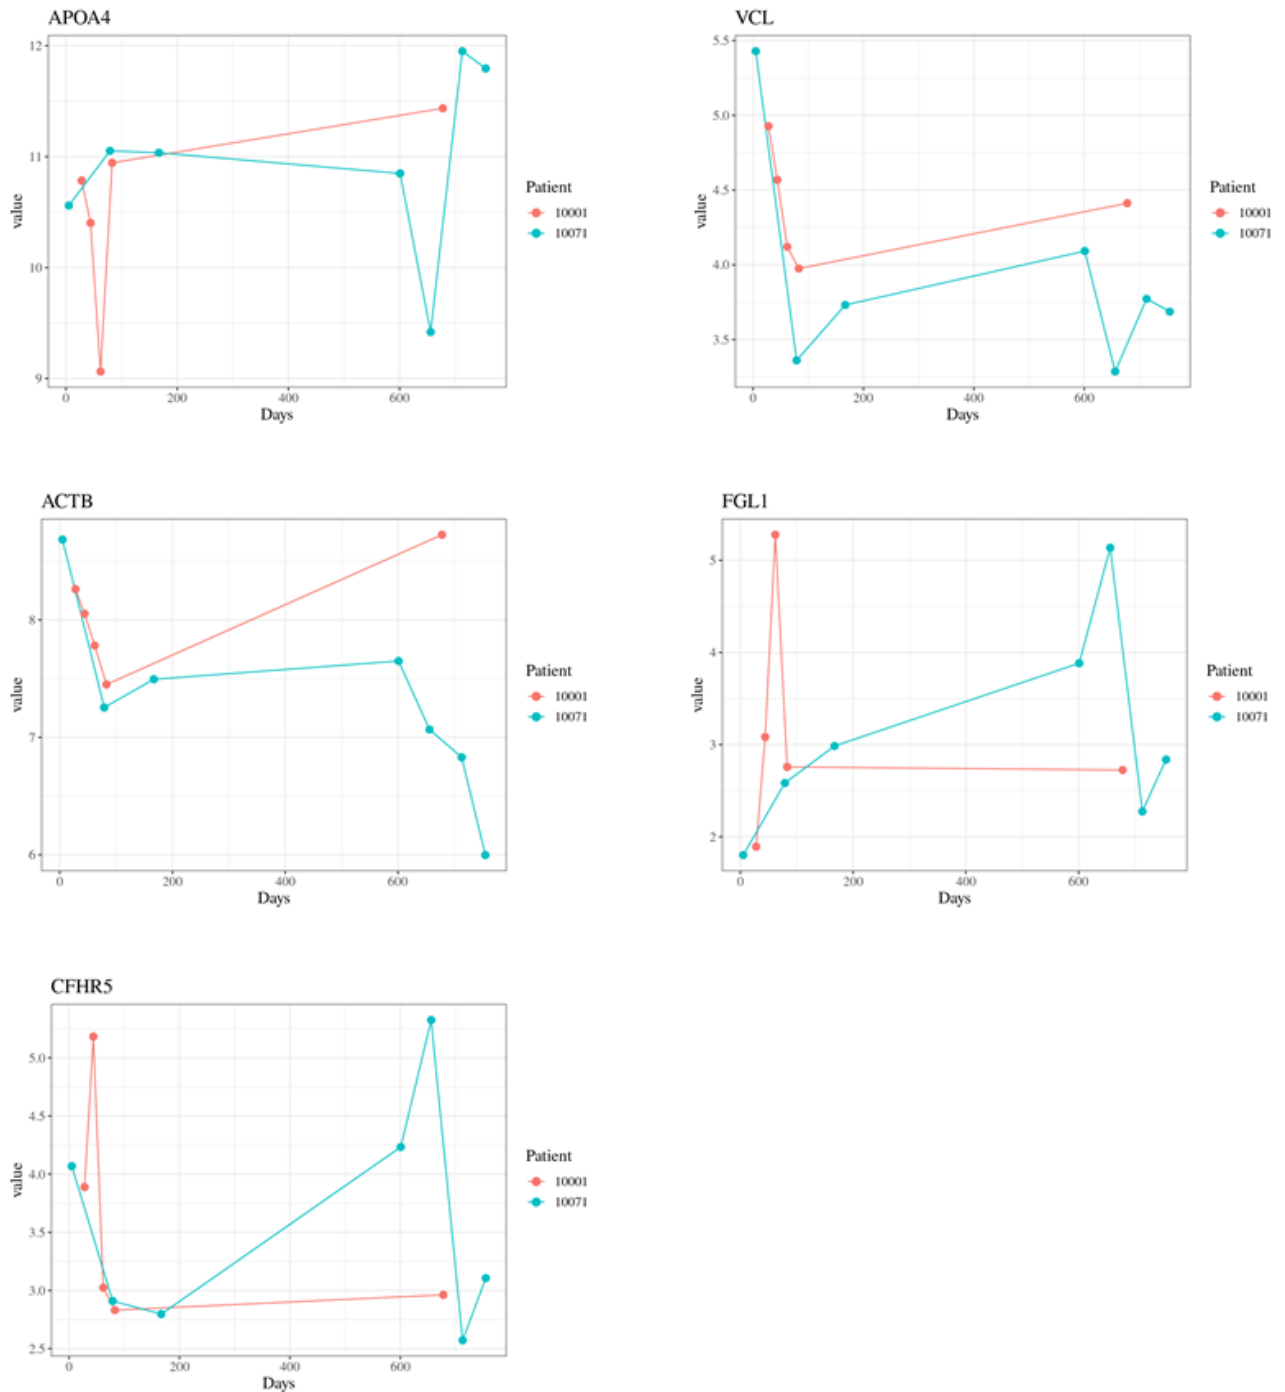 APOA4
12
11
10
9
value
0
200
400
600
Days
Patient
10001
10071
VCL
5.5
5.0
4.5
4.0
3.5
value
0
200
400
600
Days
Patient
10001
10071
ACTB
8
7
6
value
0
200
400
600
Days
Patient
10001
10071
FGL1
5
4
3
2
value
0
200
400
600
Days
Patient
10001
10071
CFHR5
5.0
4.5
4.0
3.5
3.0
2.5
value
0
200
400
600
Days
Patient
10001
10071